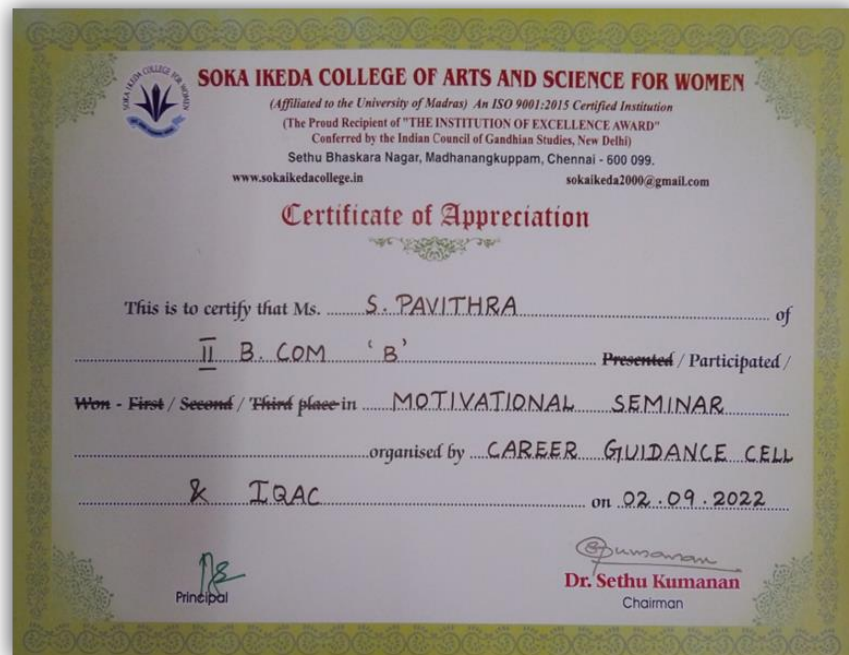 SOKA IKEDA COLLEGE OF ARTS AND SCIENCE FOR WOMEN
(Affiliated to the University of Madras) An ISO 9001:2015 Certified Institution
(The Proud Recipient of "THE INSTITUTION OF EXCELLENCE AWARD"
Conferred by the Indian Council of Gandhian Studies, New Delhi)
Sethu Bhaskara Nagar, Madhanangkuppam, Chennai - 600 099.
www.sokaikedacollege.in sokaikeda2000@gmail.com
Certificate of Appreciation
This is to certify that Ms. S. PAVITHRA of
II B. COM 'B' Presented / Participated /
Won - First / Second / Third place in MOTIVATIONAL SEMINAR
organised by CAREER GUIDANCE CELL
& IQAC on 02.09.2022
Principal
Dr. Sethu Kumanan
Chairman